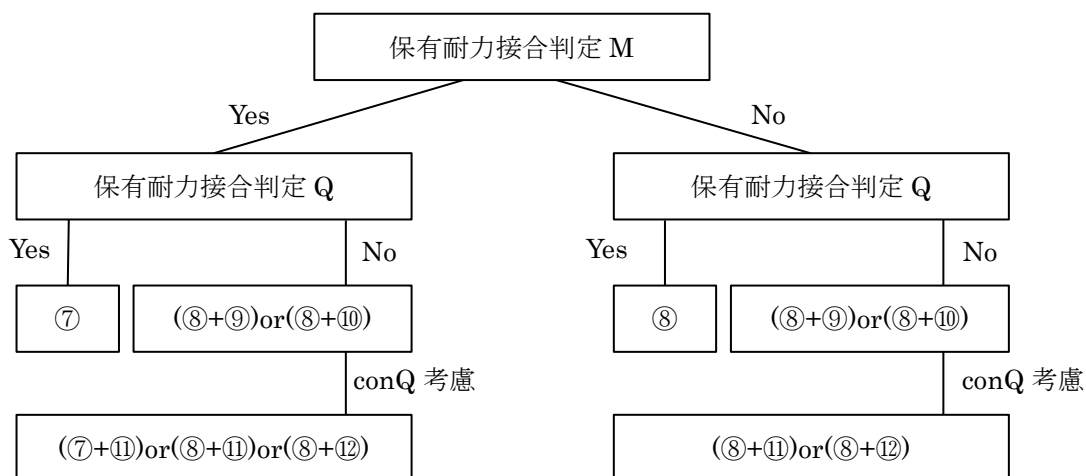 保有耐力接合判定 M
Yes
No
保有耐力接合判定 Q
保有耐力接合判定 Q
Yes
No
Yes
No
⑦
(⑧+⑨)or(⑧+⑩)
⑧
(⑧+⑨)or(⑧+⑩)
conQ 考慮
conQ 考慮
(⑦+⑪)or(⑧+⑪)or(⑧+⑫)
(⑧+⑪)or(⑧+⑫)